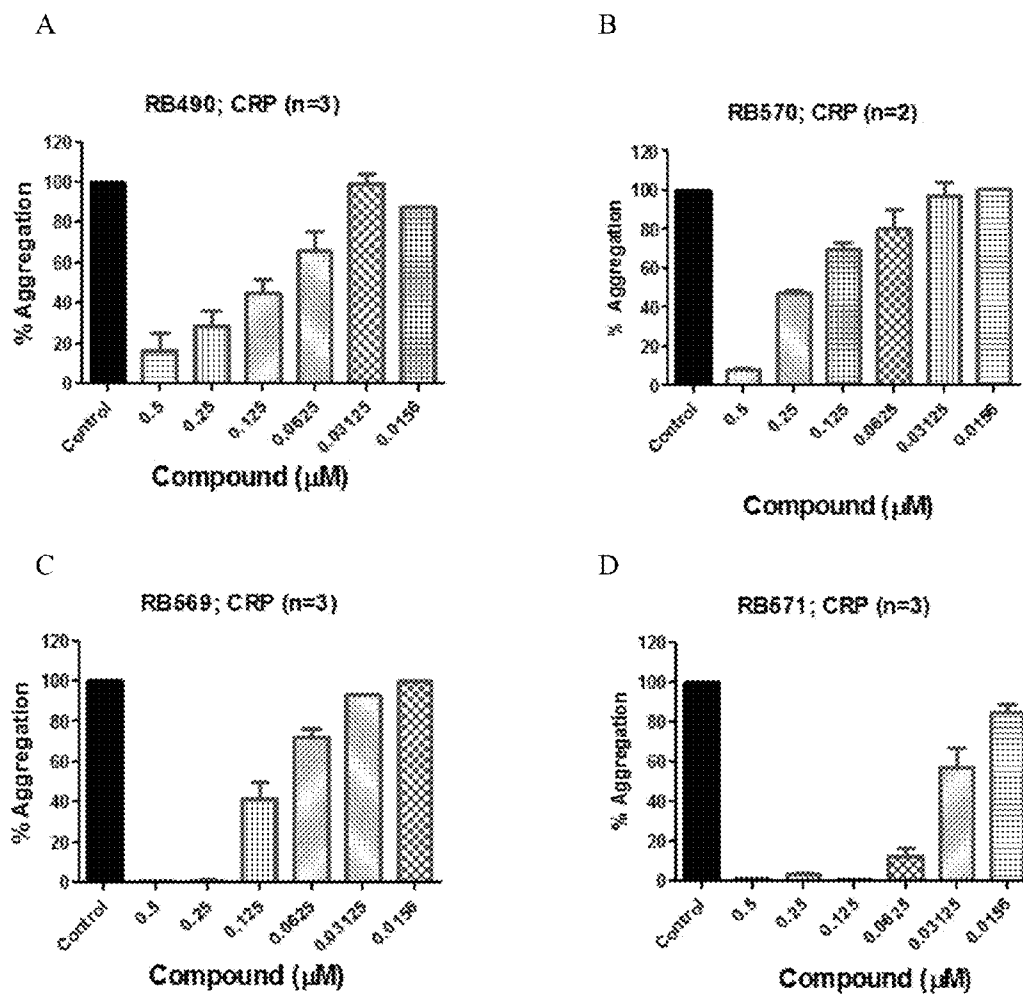 A
RB490; CRP (n=3)
% Aggregation
120
100
80
60
40
20
0
Control
0.5
0.25
0.125
0.0625
0.03125
0.0156
Compound (µM)
B
RB570; CRP (n=2)
% Aggregation
120
100
80
60
40
20
0
Control
0.5
0.25
0.125
0.0625
0.03125
0.0156
Compound (µM)
C
RB569; CRP (n=3)
% Aggregation
120
100
80
60
40
20
0
Control
0.5
0.25
0.125
0.0625
0.03125
0.0156
Compound (µM)
D
RB571; CRP (n=3)
% Aggregation
120
100
80
60
40
20
0
Control
0.5
0.25
0.125
0.0625
0.03125
0.0156
Compound (µM)